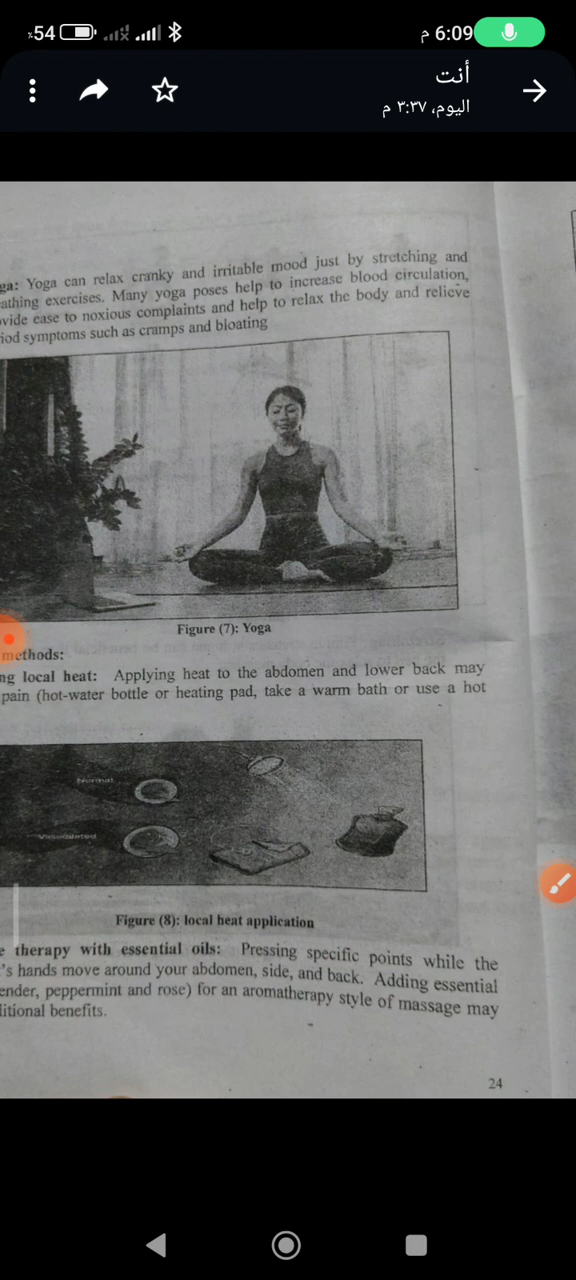 %54
6:09 م
أنت
اليوم، ٣:٣٧ م
ga: Yoga can relax cranky and irritable mood just by stretching and
athing exercises. Many yoga poses help to increase blood circulation,
vide ease to noxious complaints and help to relax the body and relieve
iod symptoms such as cramps and bloating
Figure (7): Yoga
methods:
ng local heat: Applying heat to the abdomen and lower back may
pain (hot-water bottle or heating pad, take a warm bath or use a hot
Normal
Vasodilated
Figure (8): local heat application
e therapy with essential oils: Pressing specific points while the
's hands move around your abdomen, side, and back. Adding essential
ender, peppermint and rose) for an aromatherapy style of massage may
litional benefits.
24